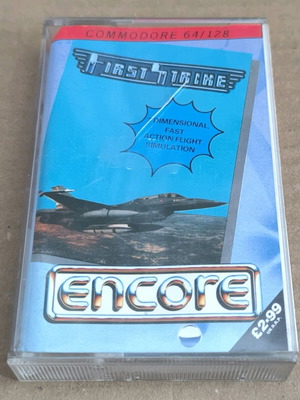 COMMODORE 64/128
FIRST STRIKE
DIMENSIONAL
FAST
ACTION FLIGHT
SIMULATION
encore
£2.99